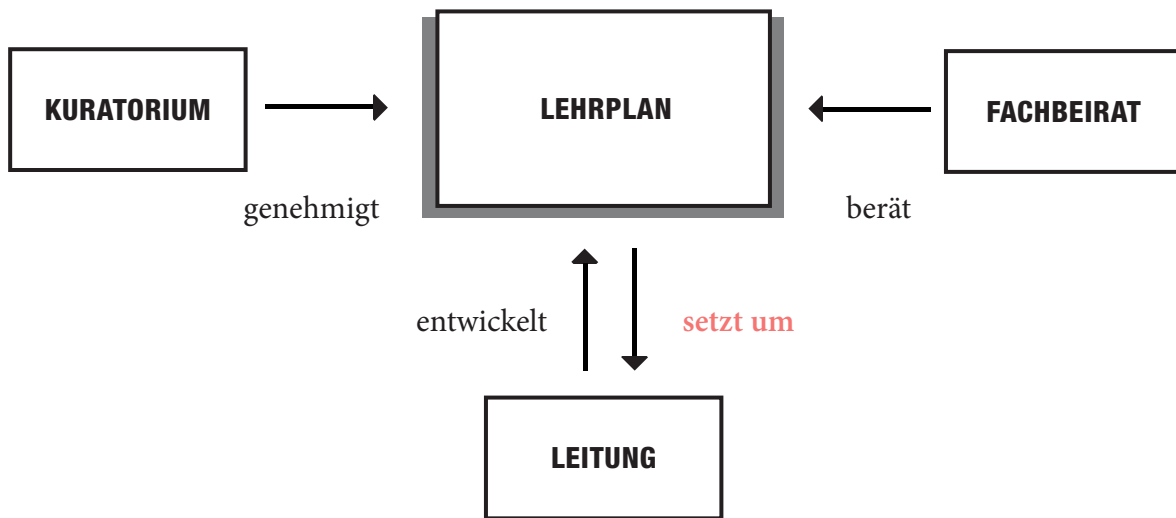 KURATORIUM
LEHRPLAN
FACHBEIRAT
genehmigt
berät
entwickelt
setzt um
LEITUNG